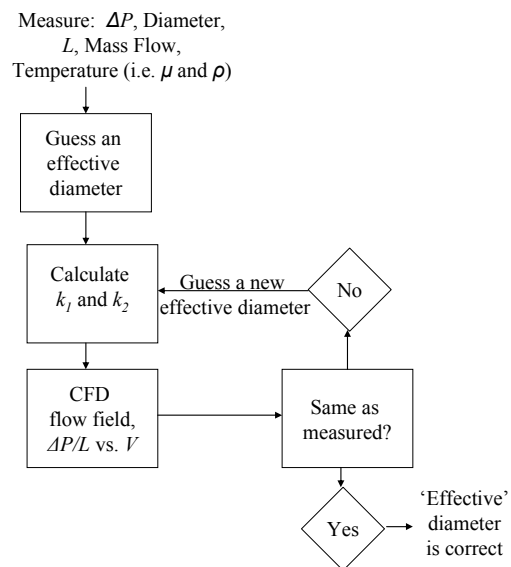 Measure: ΔP, Diameter,
L, Mass Flow,
Temperature (i.e. μ and ρ)
Guess an
effective
diameter
Calculate
k₁ and k₂
Guess a new
effective diameter
No
CFD
flow field,
ΔP/L vs. V
Same as
measured?
Yes
'Effective'
diameter
is correct